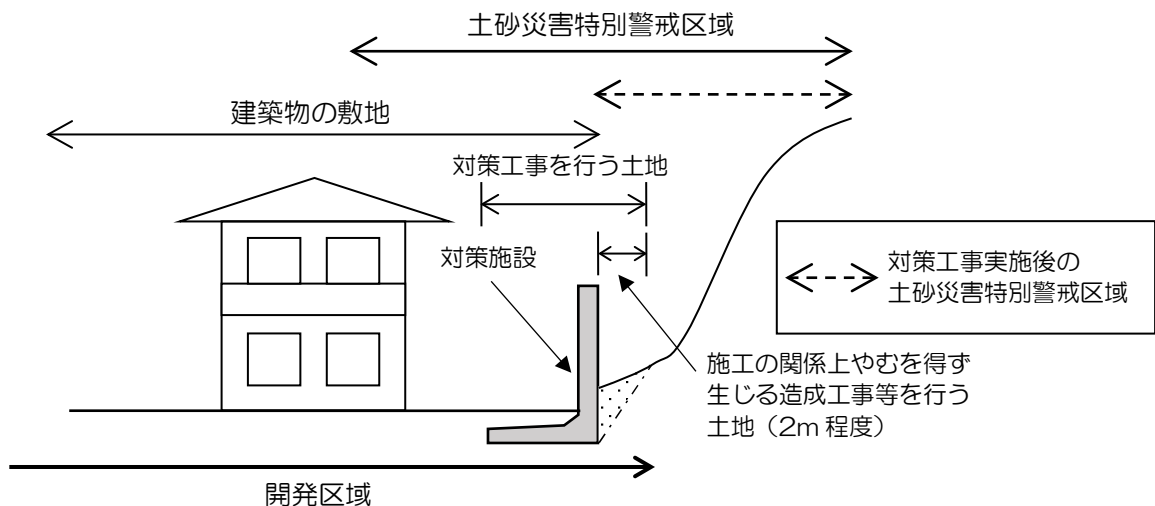 土砂災害特別警戒区域
建築物の敷地
対策工事を行う土地
対策施設
対策工事実施後の
土砂災害特別警戒区域
施工の関係上やむを得ず
生じる造成工事等を行う
土地（2m 程度）
開発区域